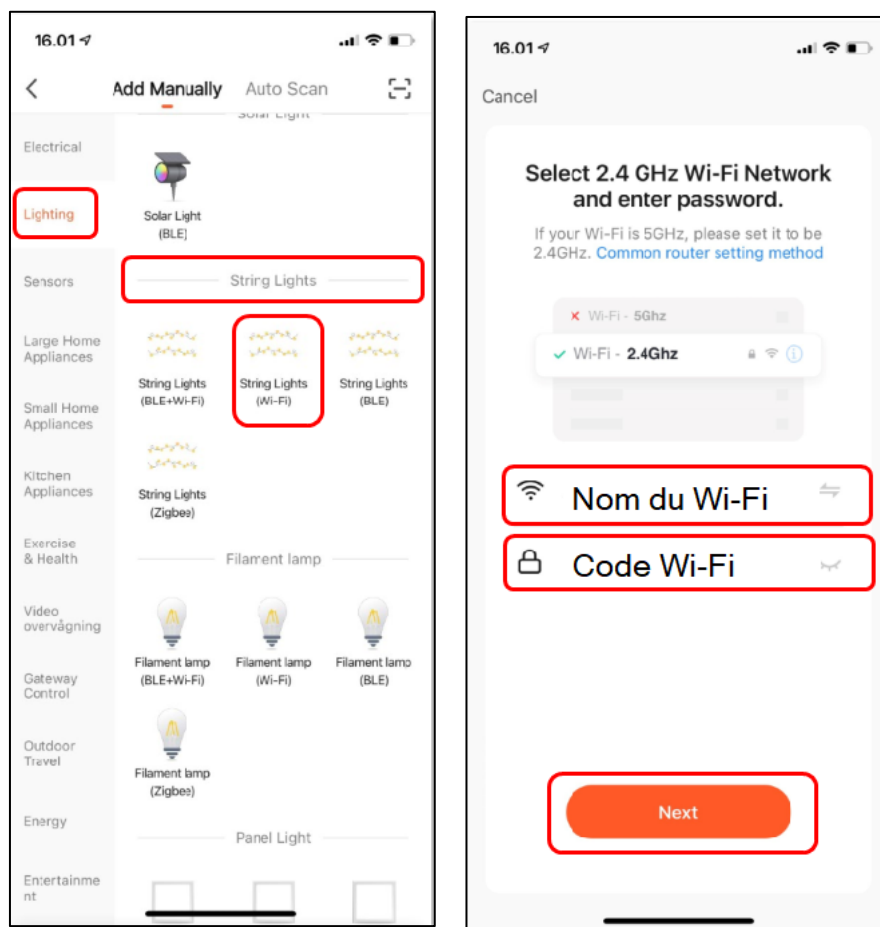 16.01
Add Manually Auto Scan
Solar Light
Electrical
Lighting
Solar Light
(BLE)
Sensors
String Lights
Large Home
Appliances
String Lights
(BLE+Wi-Fi)
String Lights
(Wi-Fi)
String Lights
(BLE)
Small Home
Appliances
Kitchen
Appliances
String Lights
(Zigbee)
Exercise
& Health
Filament lamp
Video
overvågning
Filament lamp
(BLE+Wi-Fi)
Filament lamp
(Wi-Fi)
Filament lamp
(BLE)
Gateway
Control
Outdoor
Travel
Filament lamp
(Zigbee)
Energy
Panel Light
Entertainme
nt
16.01
Cancel
Select 2.4 GHz Wi-Fi Network
and enter password.
If your Wi-Fi is 5GHz, please set it to be
2.4GHz. Common router setting method
Wi-Fi - 5Ghz
Wi-Fi - 2.4Ghz
Nom du Wi-Fi
Code Wi-Fi
Next